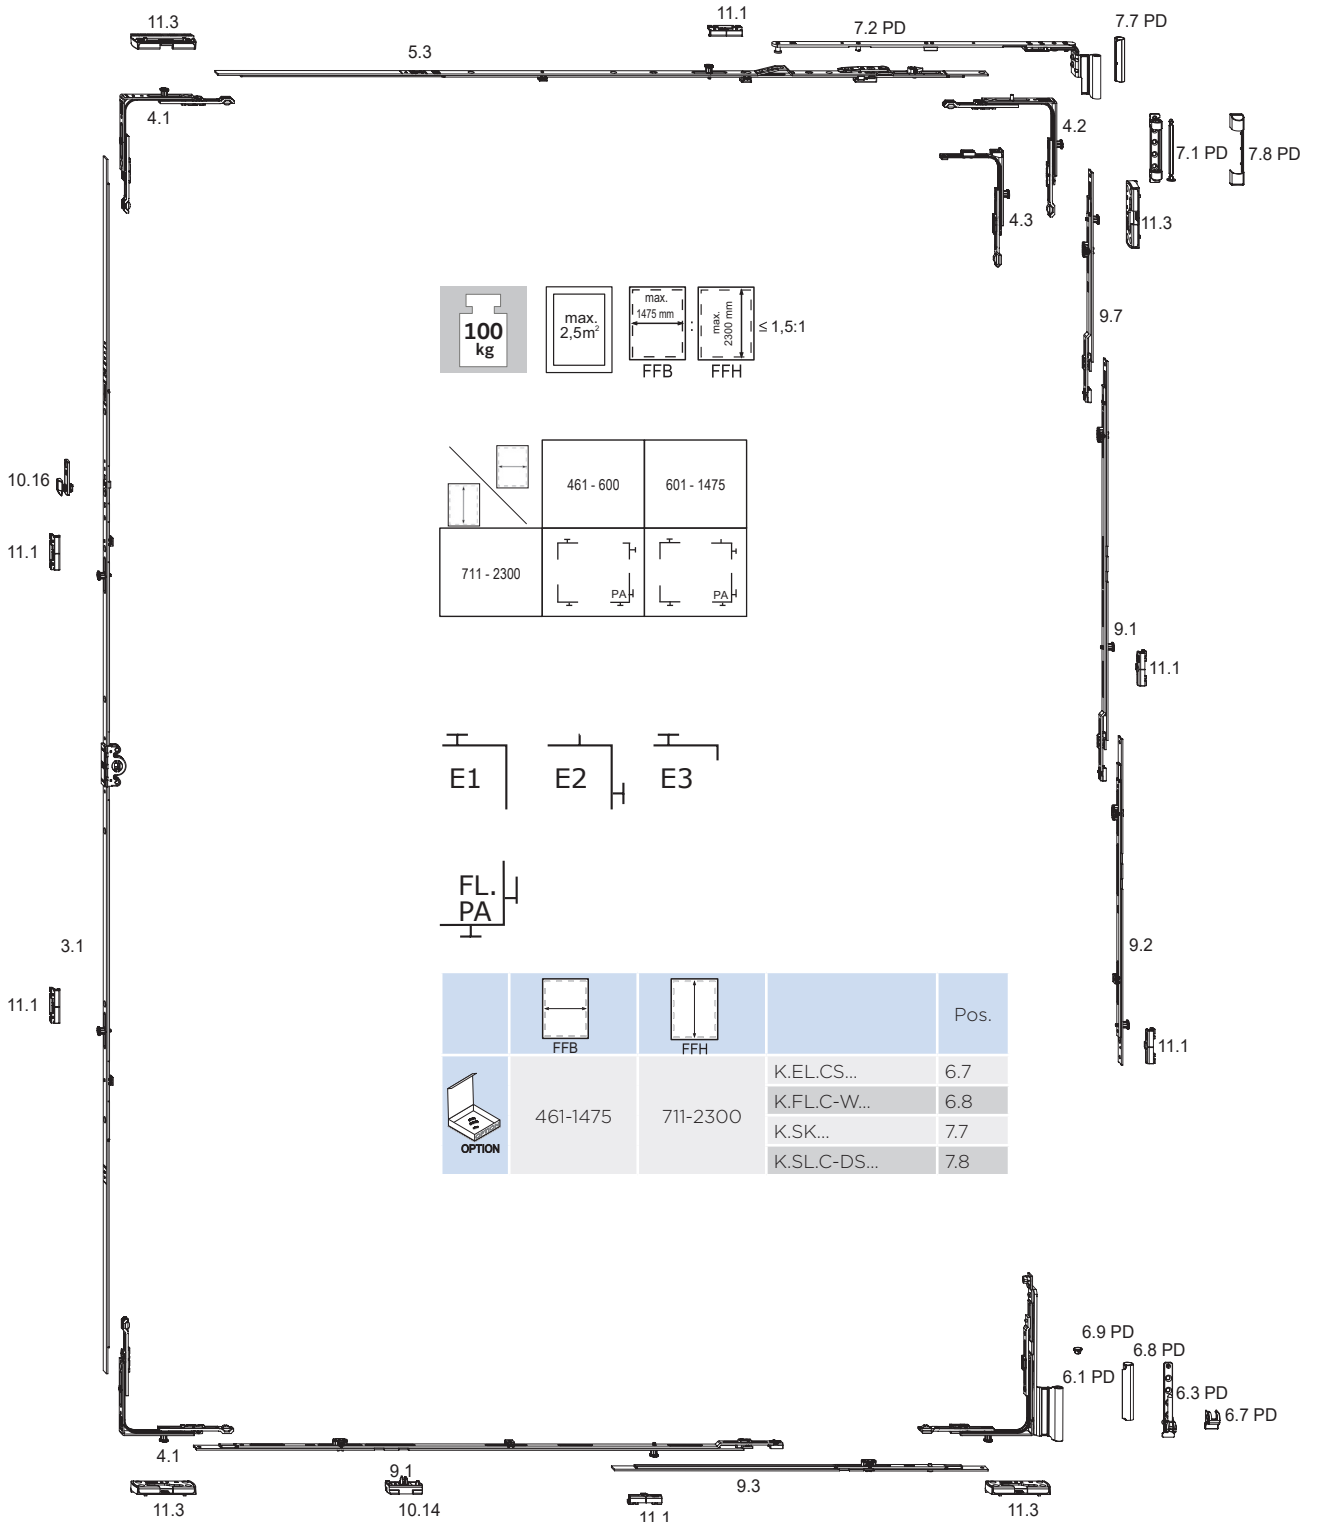 11.3
11.1
7.2 PD
7.7 PD
5.3
4.1
4.2
7.1 PD
7.8 PD
4.3
11.3
9.7
100
kg
max.
2,5m²
max.
1475 mm
:
max.
2300 mm
≤ 1,5:1
FFB
FFH
10.16
11.1
461 - 600
601 - 1475
711 - 2300
PA
PA
9.1
11.1
E1
E2
E3
FL.
PA
3.1
11.1
9.2
11.1
FFB
FFH
Pos.
OPTION
461-1475
711-2300
K.EL.CS...
6.7
K.FL.C-W...
6.8
K.SK...
7.7
K.SL.C-DS...
7.8
6.9 PD
6.8 PD
6.1 PD
6.3 PD
6.7 PD
4.1
9.1
9.3
11.3
10.14
11.1
11.3